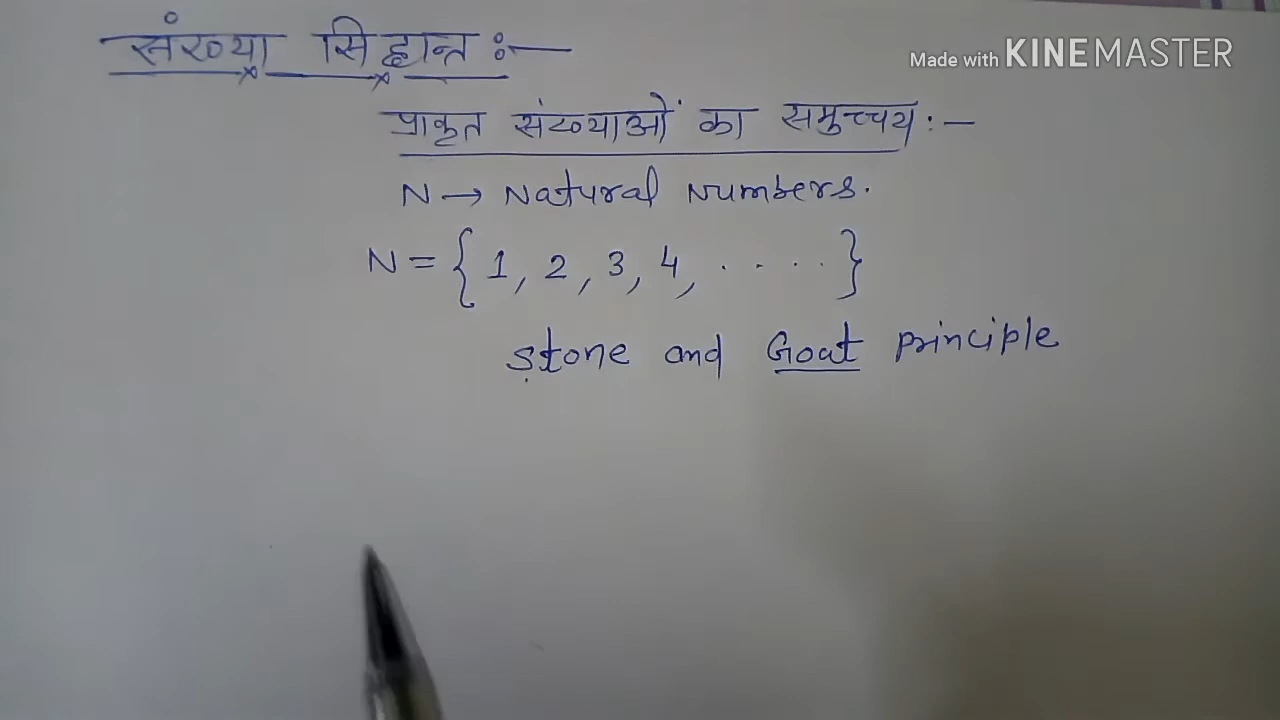 संख्या सिद्धान्त :—
Made with KINEMASTER
प्राकृत संख्याओं का समुच्चय :—
N → Natural Numbers.
N = { 1, 2, 3, 4, . . . . }
Stone and Goat principle